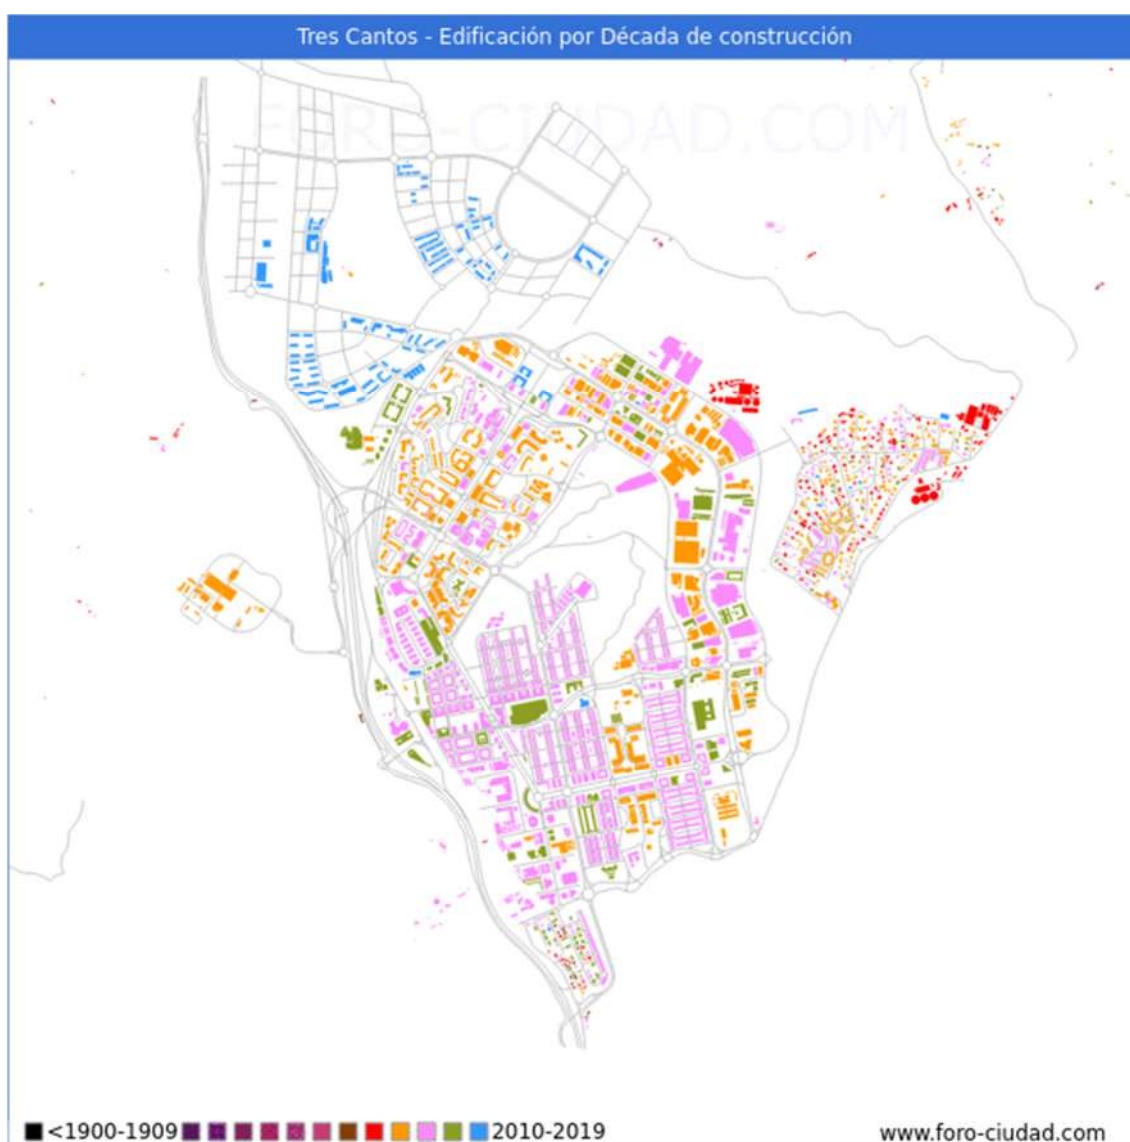 Tres Cantos - Edificación por Década de construcción
FORO-CIUDAD.COM
<1900-1909 2010-2019
www.foro-ciudad.com